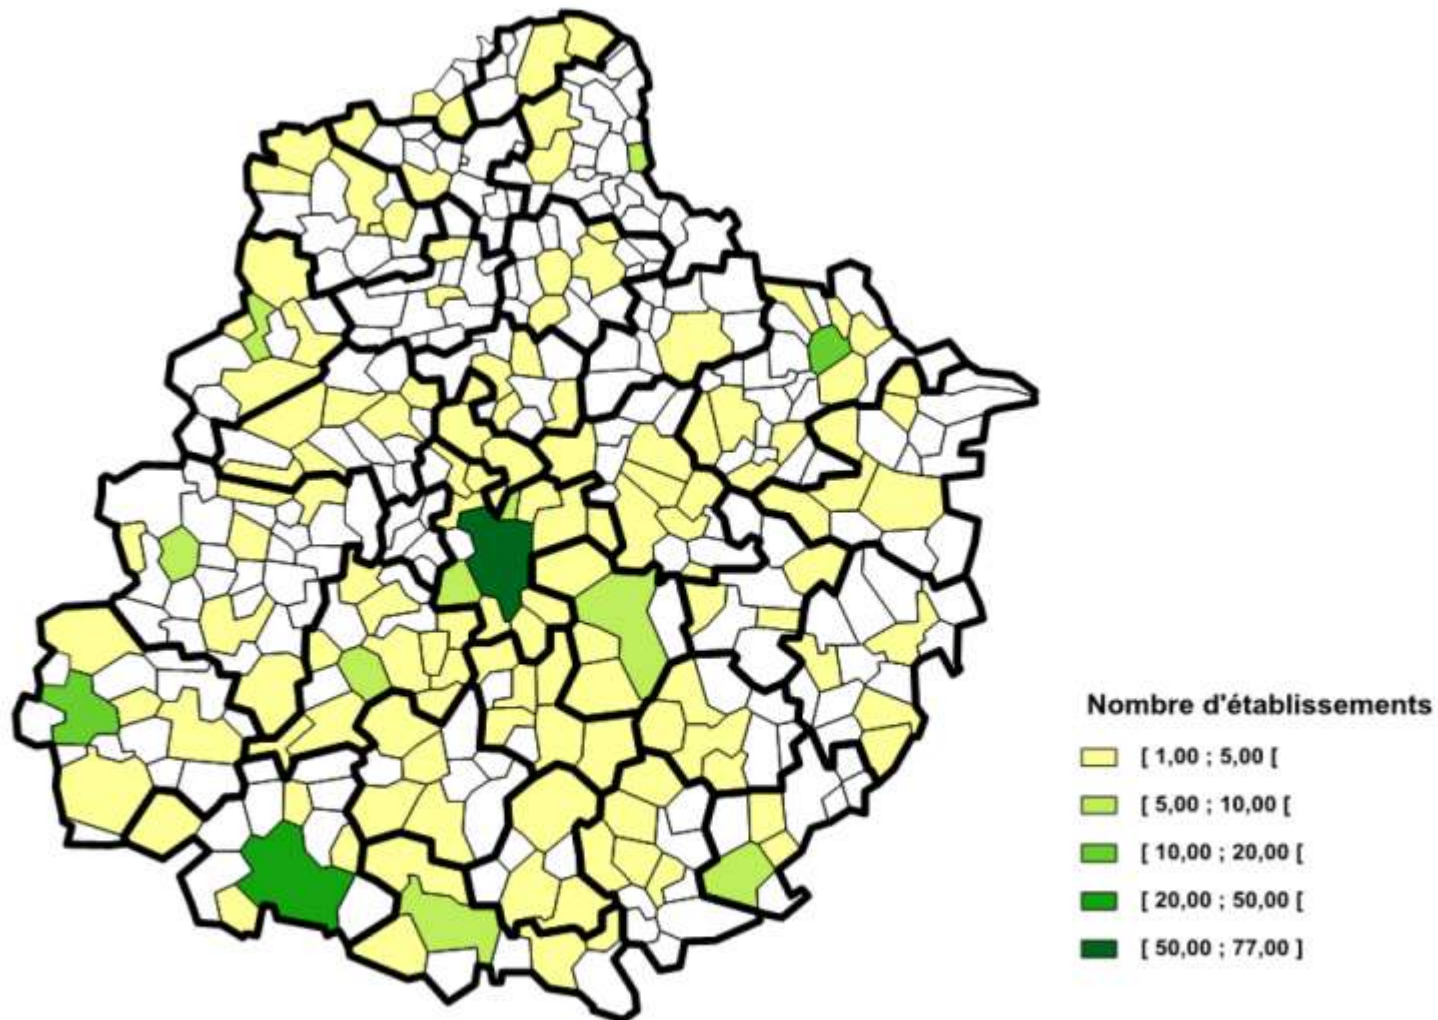 Nombre d'établissements
[ 1,00 ; 5,00 [
[ 5,00 ; 10,00 [
[ 10,00 ; 20,00 [
[ 20,00 ; 50,00 [
[ 50,00 ; 77,00 ]